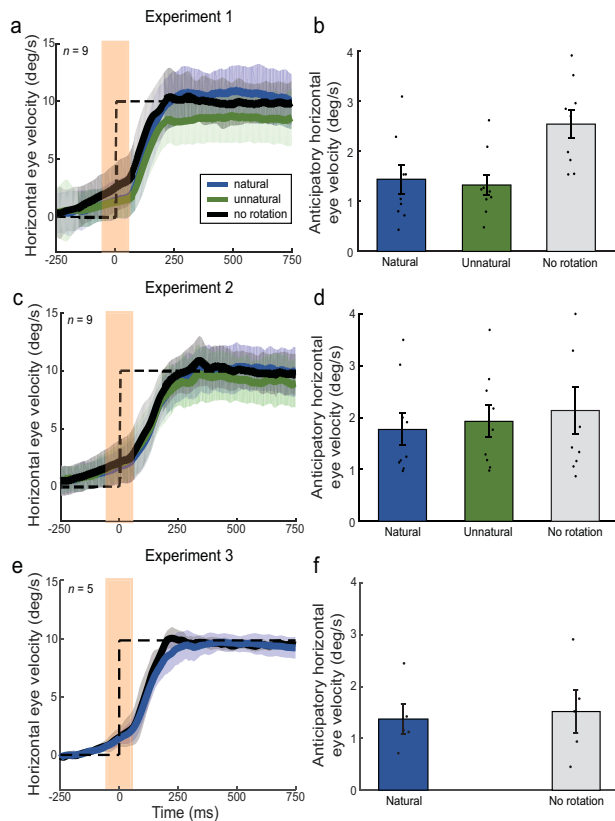 Experiment 1
a
b
Horizontal eye velocity (deg/s)
15
10
5
0
n = 9
natural
unnatural
no rotation
-250
0
250
500
750
Anticipatory horizontal
eye velocity (deg/s)
4
3
2
1
0
Natural
Unnatural
No rotation
Experiment 2
c
d
Horizontal eye velocity (deg/s)
15
10
5
0
n = 9
-250
0
250
500
750
Anticipatory horizontal
eye velocity (deg/s)
4
3
2
1
0
Natural
Unnatural
No rotation
Experiment 3
e
f
Horizontal eye velocity (deg/s)
15
10
5
0
n = 5
-250
0
250
500
750
Time (ms)
Anticipatory horizontal
eye velocity (deg/s)
4
3
2
1
0
Natural
No rotation